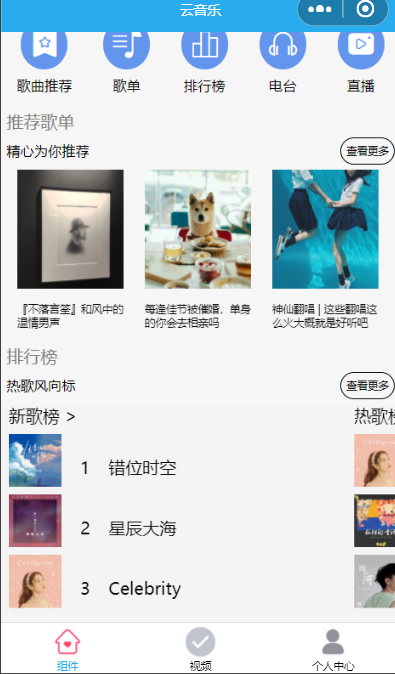 云音乐
歌曲推荐 歌单 排行榜 电台 直播
推荐歌单
精心为你推荐 查看更多
『不落言筌』和风中的 每逢佳节被催婚，单身 神仙翻唱 | 这些翻唱这
温情男声 的你会去相亲吗 么火大概就是好听吧
排行榜
热歌风向标 查看更多
新歌榜 > 热歌榜
1 错位时空
2 星辰大海
3 Celebrity
组件 视频 个人中心